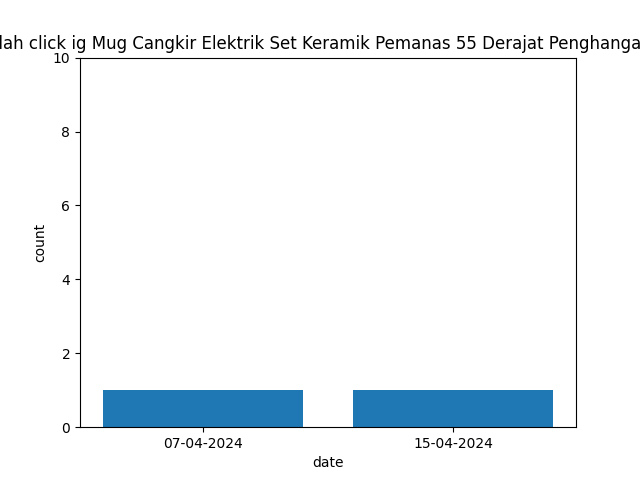 lah click ig Mug Cangkir Elektrik Set Keramik Pemanas 55 Derajat Penghanga
10
8
6
4
2
0
count
07-04-2024 15-04-2024
date